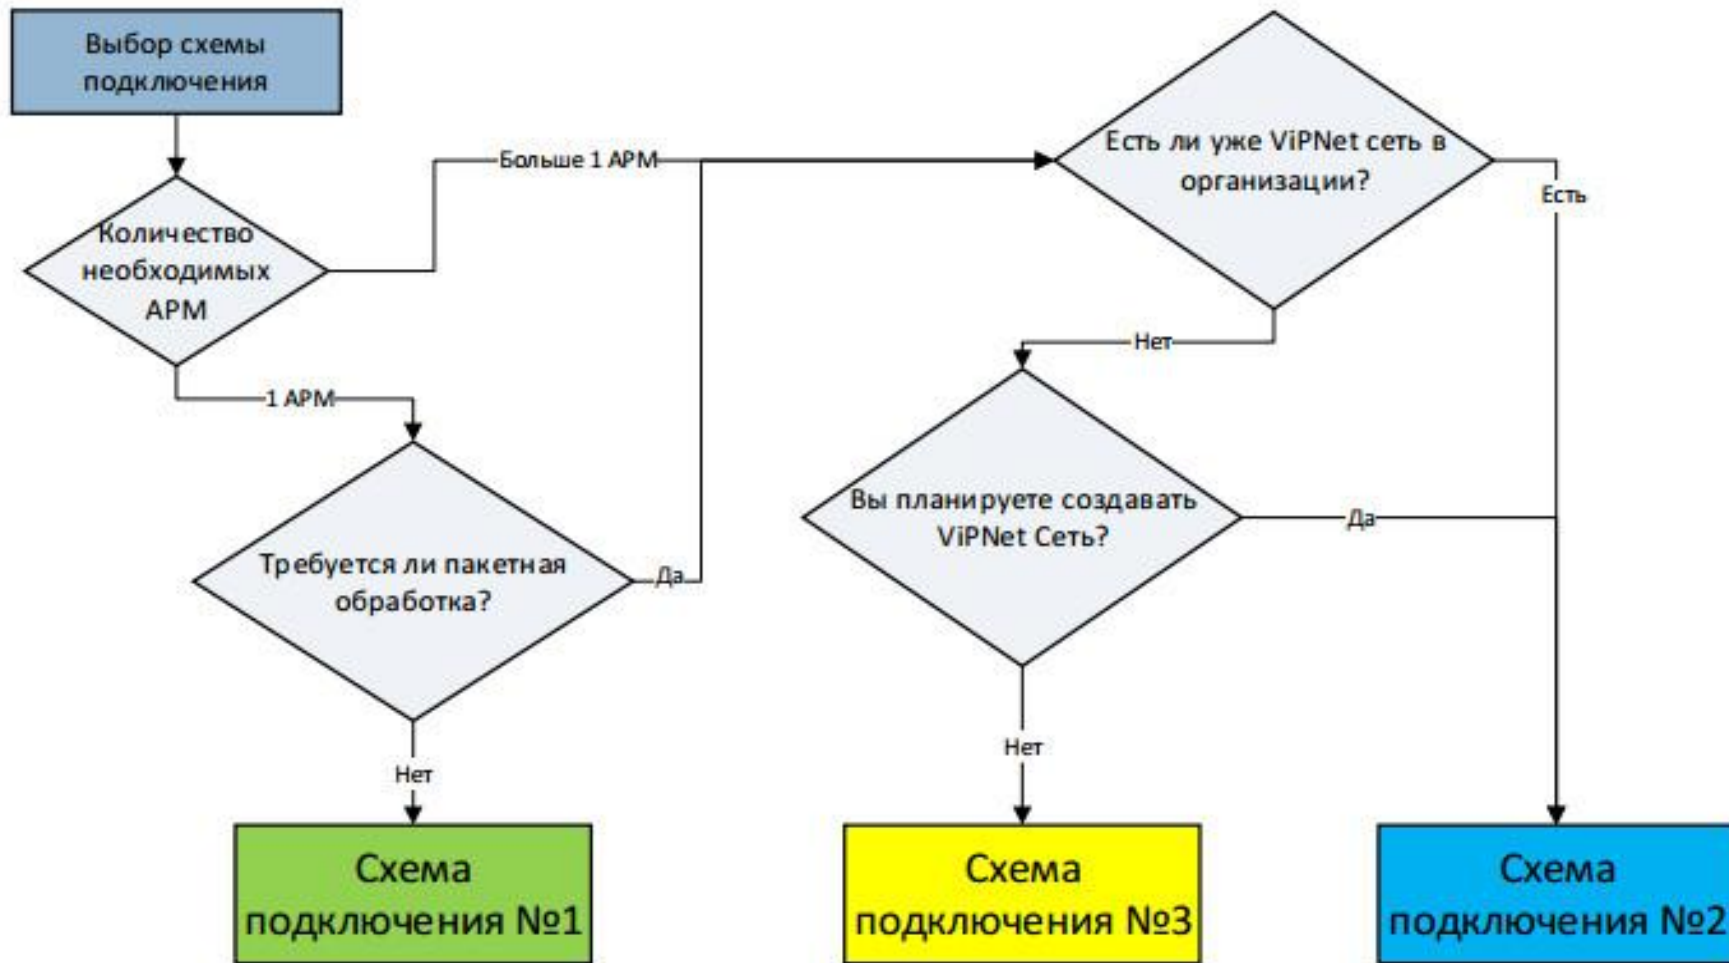 Выбор схемы
подключения
Больше 1 АРМ
Есть ли уже ViPNet сеть в
организации?
Есть
Количество
необходимых
АРМ
Нет
1 АРМ
Вы планируете создавать
ViPNet Сеть?
Да
Требуется ли пакетная
обработка?
Да
Нет
Нет
Схема
подключения №1
Схема
подключения №3
Схема
подключения №2